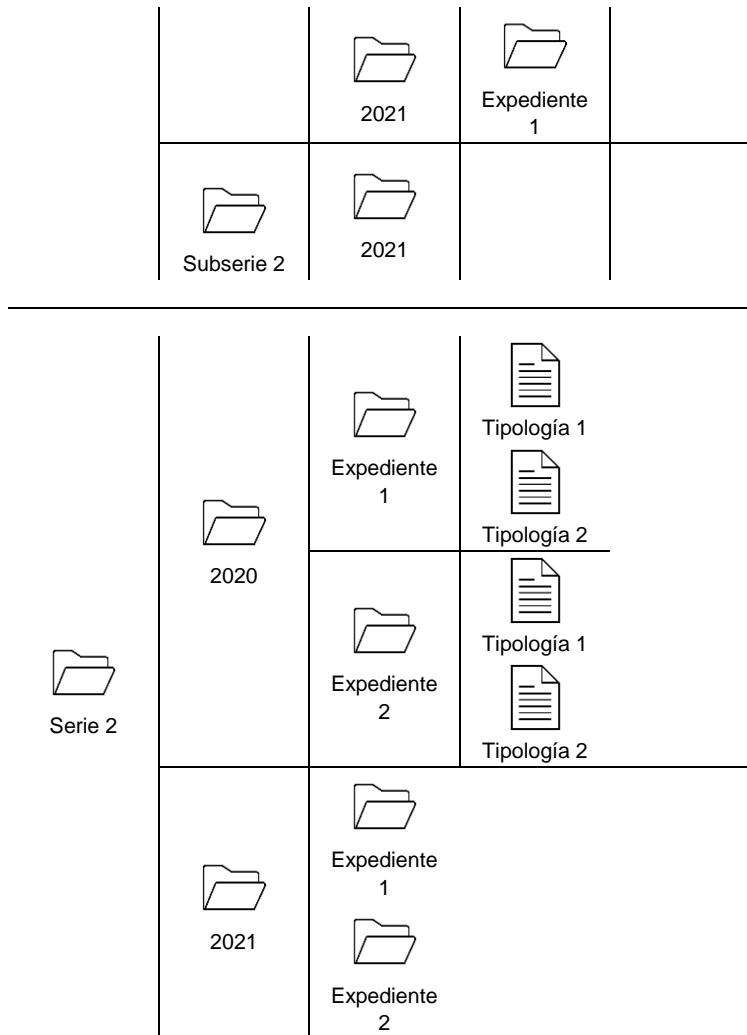 2021
Expediente
1
Subserie 2
2021
Serie 2
2020
Expediente
1
Tipología 1
Tipología 2
Expediente
2
Tipología 1
Tipología 2
2021
Expediente
1
Expediente
2